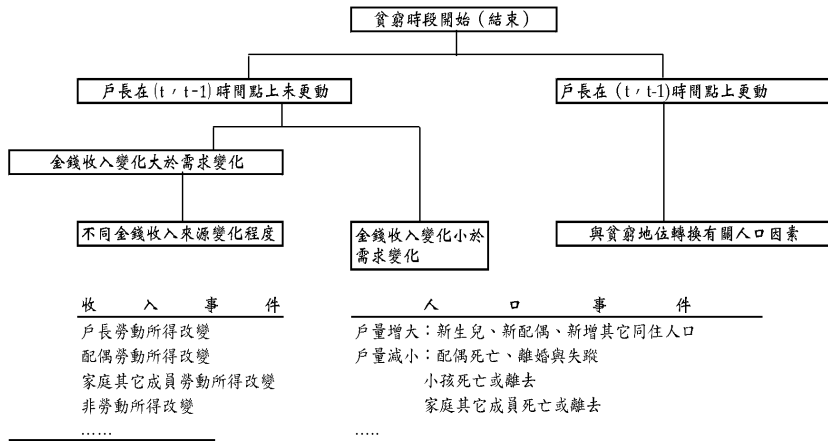 貧窮時段開始(結束)
戶長在(t,t-1)時間點上未更動
戶長在(t,t-1)時間點上更動
金錢收入變化大於需求變化
不同金錢收入來源變化程度
金錢收入變化小於
需求變化
與貧窮地位轉換有關人口因素
收入事件
戶長勞動所得改變
配偶勞動所得改變
家庭其它成員勞動所得改變
非勞動所得改變
……
人口事件
戶量增大:新生兒、新配偶、新增其它同住人口
戶量減小:配偶死亡、離婚與失蹤
小孩死亡或離去
家庭其它成員死亡或離去
…..